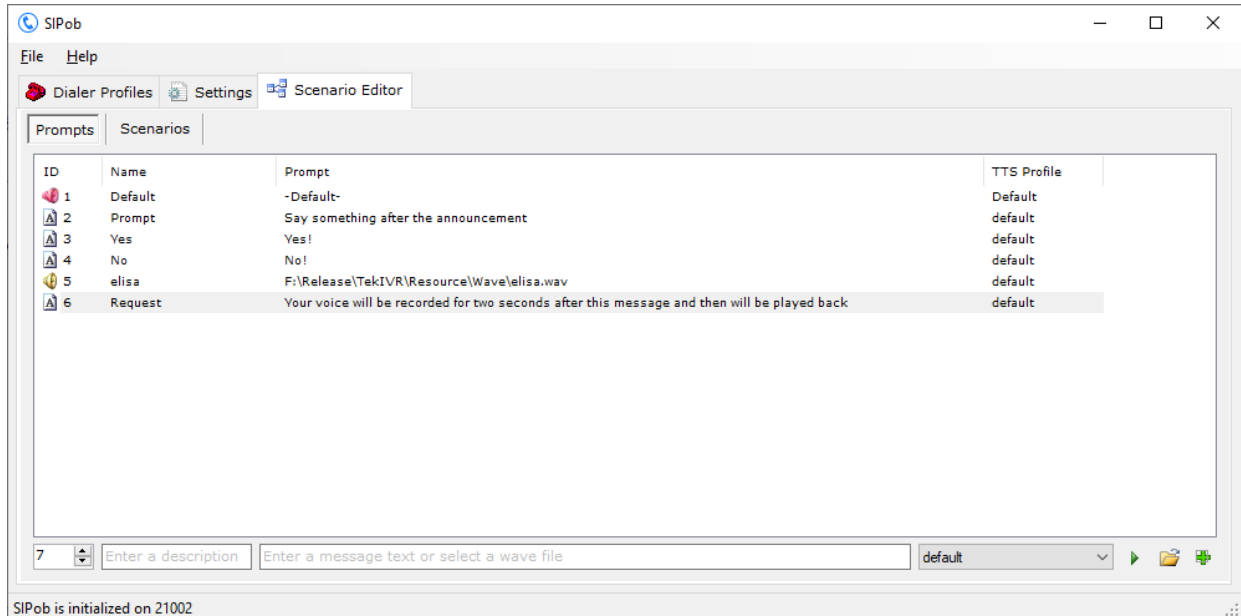 SIPob
File Help
Dialer Profiles Settings Scenario Editor
Prompts Scenarios
ID Name Prompt TTS Profile
1 Default -Default- Default
2 Prompt Say something after the announcement default
3 Yes Yes! default
4 No No! default
5 elisa F:\Release\TekIVR\Resource\Wave\elisa.wav default
6 Request Your voice will be recorded for two seconds after this message and then will be played back default
7 Enter a description Enter a message text or select a wave file default
SIPob is initialized on 21002